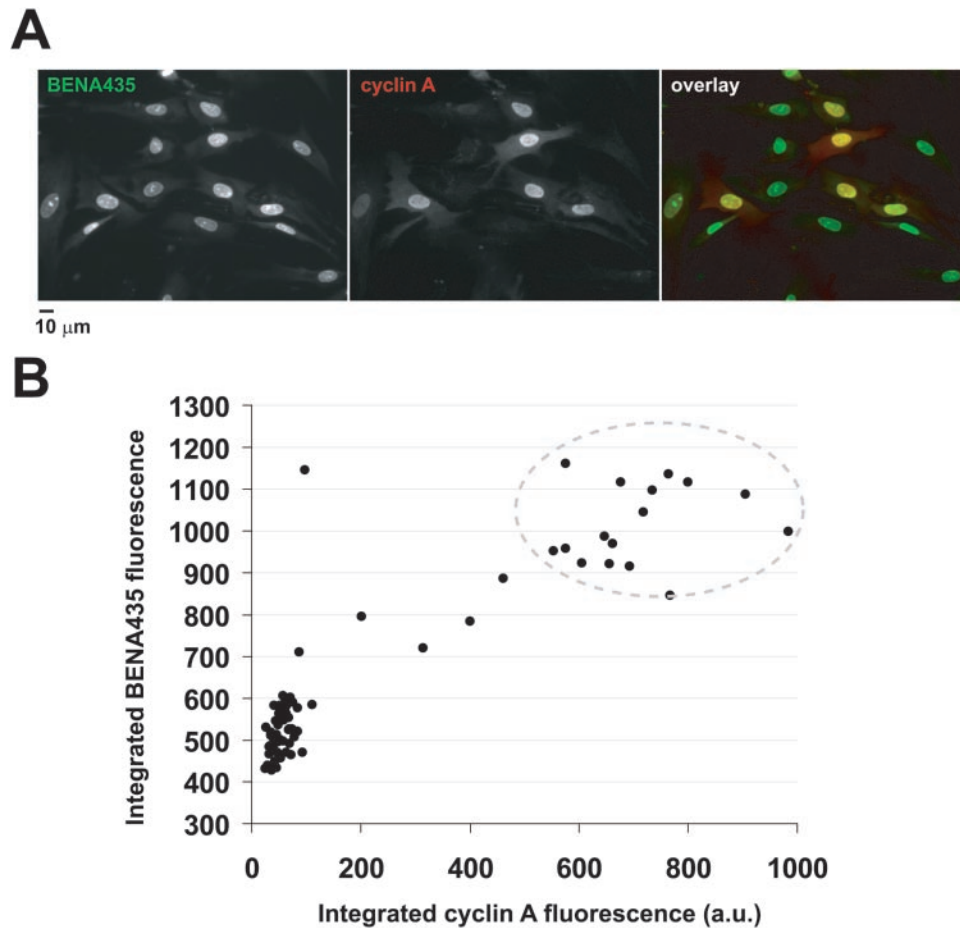 A
BENA435 cyclin A overlay
10 μm
B
Integrated BENA435 fluorescence
1300
1200
1100
1000
900
800
700
600
500
400
300
0 200 400 600 800 1000
Integrated cyclin A fluorescence (a.u.)